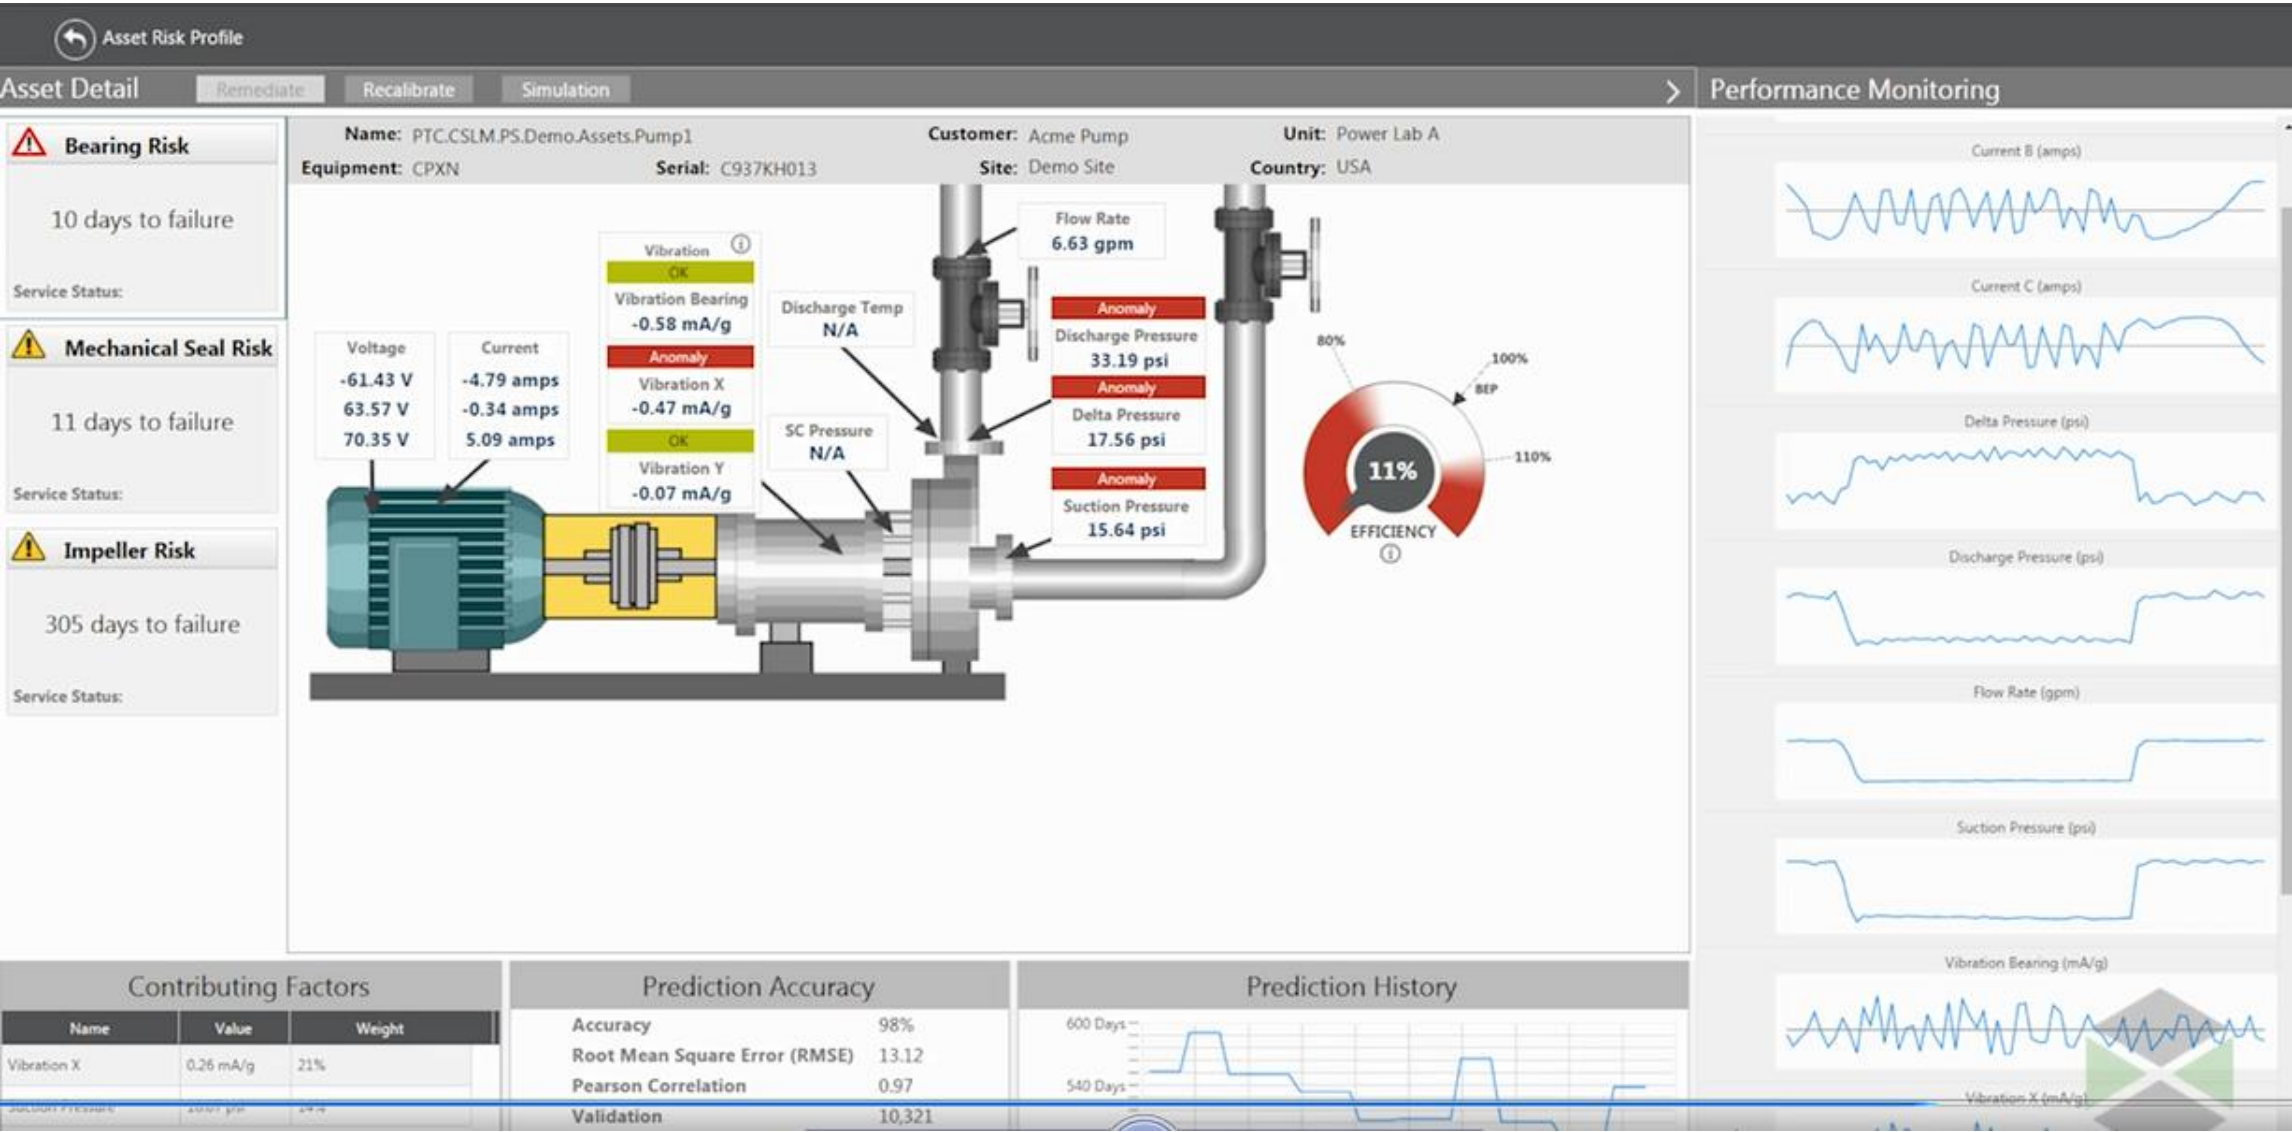 Asset Risk Profile
Asset Detail
Remediate
Recalibrate
Simulation
Performance Monitoring
Bearing Risk
10 days to failure
Service Status:
Mechanical Seal Risk
11 days to failure
Service Status:
Impeller Risk
305 days to failure
Service Status:
Name: PTC.CSLM.PS.Demo.Assets.Pump1
Customer: Acme Pump
Unit: Power Lab A
Equipment: CPXN
Serial: C937KH013
Site: Demo Site
Country: USA
Voltage
-61.43 V
63.57 V
70.35 V
Current
-4.79 amps
-0.34 amps
5.09 amps
Vibration
OK
Vibration Bearing
-0.58 mA/g
Anomaly
Vibration X
-0.47 mA/g
OK
Vibration Y
-0.07 mA/g
Discharge Temp
N/A
SC Pressure
N/A
Flow Rate
6.63 gpm
Anomaly
Discharge Pressure
33.19 psi
Anomaly
Delta Pressure
17.56 psi
Anomaly
Suction Pressure
15.64 psi
80%
100%
BEP
110%
11%
EFFICIENCY
Current B (amps)
Current C (amps)
Delta Pressure (psi)
Discharge Pressure (psi)
Flow Rate (gpm)
Suction Pressure (psi)
Vibration Bearing (mA/g)
Vibration X (mA/g)
Contributing Factors
Name Value Weight
Vibration X 0.26 mA/g 21%
Suction Pressure
Prediction Accuracy
Accuracy 98%
Root Mean Square Error (RMSE) 13.12
Pearson Correlation 0.97
Validation 10,321
Prediction History
600 Days
540 Days